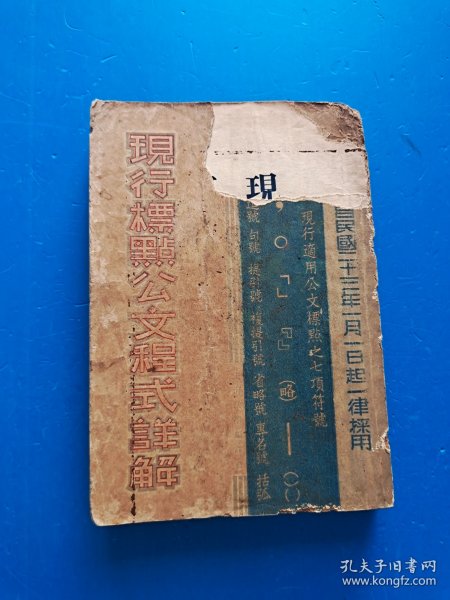 自民國二十三年一月一日起一律採用
現行適用公文標點之七項符號
，○「」『』(略)——()
號 句號 提引號 複提引號 省略號 專名號 括弧
現
現行標點公文程式詳解
孔夫子旧书网
www.kongfz.com